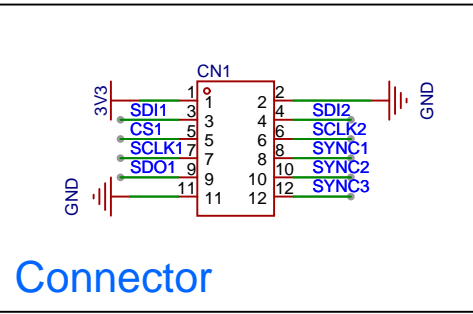 CN1
3V3 1 1 2 2 GND
SDI1 3 3 4 4 SDI2
CS1 5 5 6 6 SCLK2
SCLK1 7 7 8 8 SYNC1
SDO1 9 9 10 10 SYNC2
GND 11 11 12 12 SYNC3
Connector